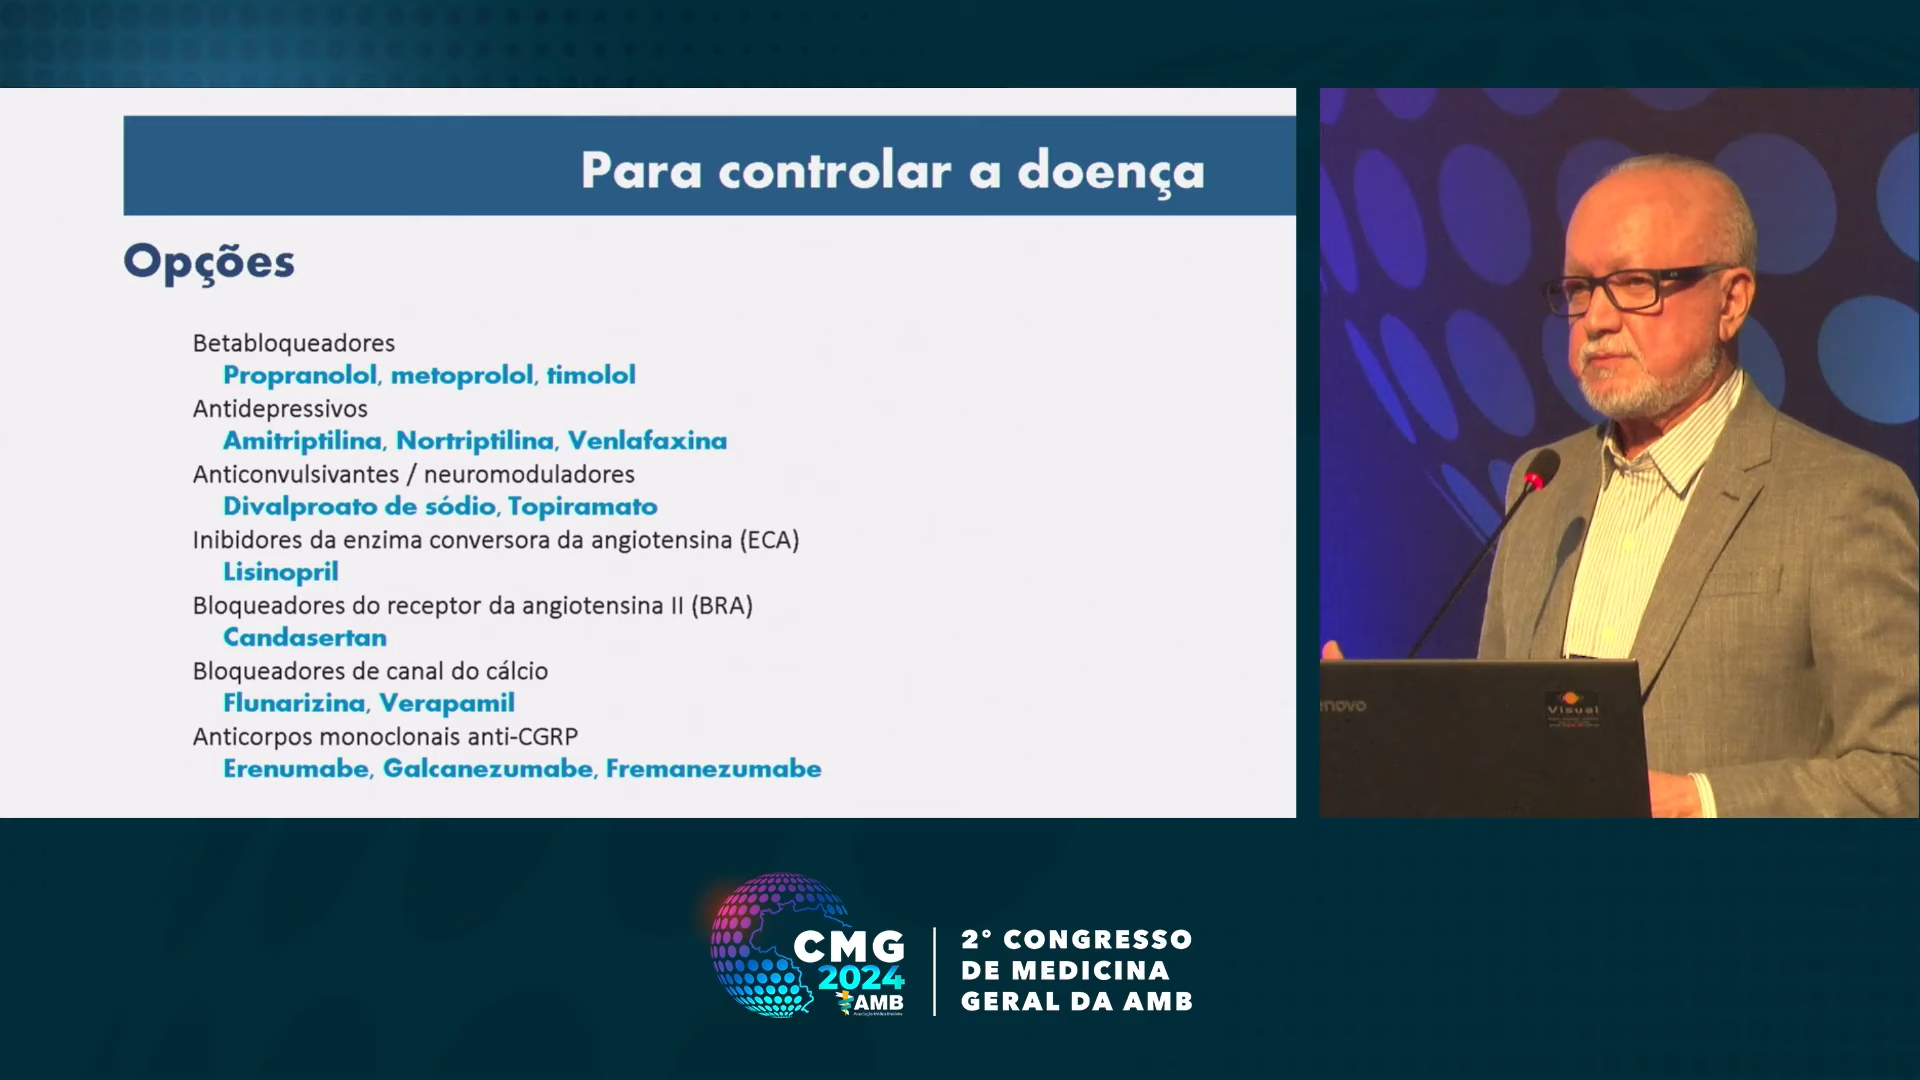 Para controlar a doença
Opções
Betabloqueadores
Propranolol, metoprolol, timolol
Antidepressivos
Amitriptilina, Nortriptilina, Venlafaxina
Anticonvulsivantes / neuromoduladores
Divalproato de sódio, Topiramato
Inibidores da enzima conversora da angiotensina (ECA)
Lisinopril
Bloqueadores do receptor da angiotensina II (BRA)
Candasertan
Bloqueadores de canal do cálcio
Flunarizina, Verapamil
Anticorpos monoclonais anti-CGRP
Erenumabe, Galcanezumabe, Fremanezumabe
enovo
Visual
CMG
2024
AMB
2° CONGRESSO
DE MEDICINA
GERAL DA AMB